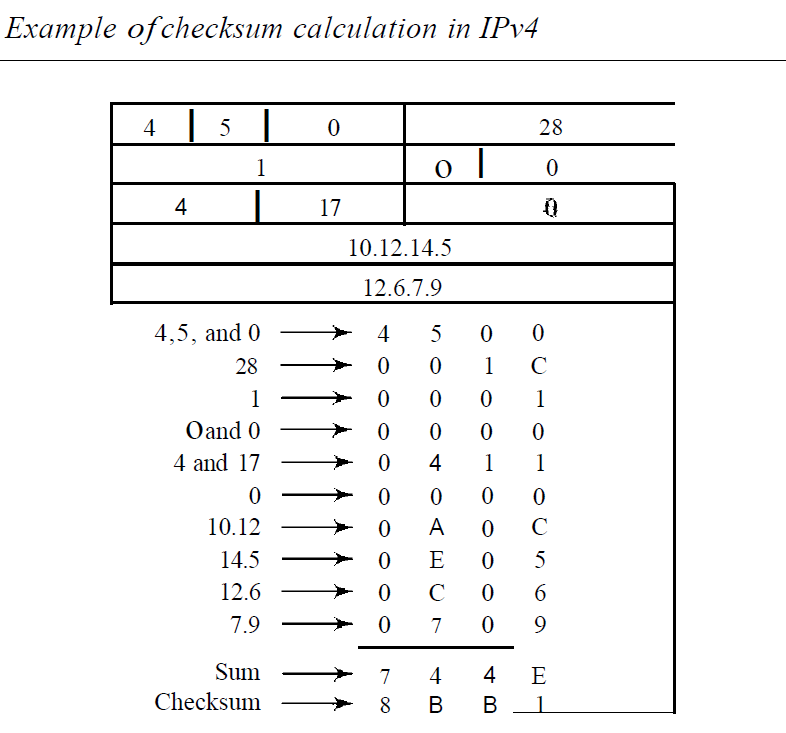 Example of checksum calculation in IPv4
4 5 0 28
1 O 0
4 17 0
10.12.14.5
12.6.7.9
4,5, and 0 4 5 0 0
28 0 0 1 C
1 0 0 0 1
O and 0 0 0 0 0
4 and 17 0 4 1 1
0 0 0 0 0
10.12 0 A 0 C
14.5 0 E 0 5
12.6 0 C 0 6
7.9 0 7 0 9
Sum 7 4 4 E
Checksum 8 B B 1